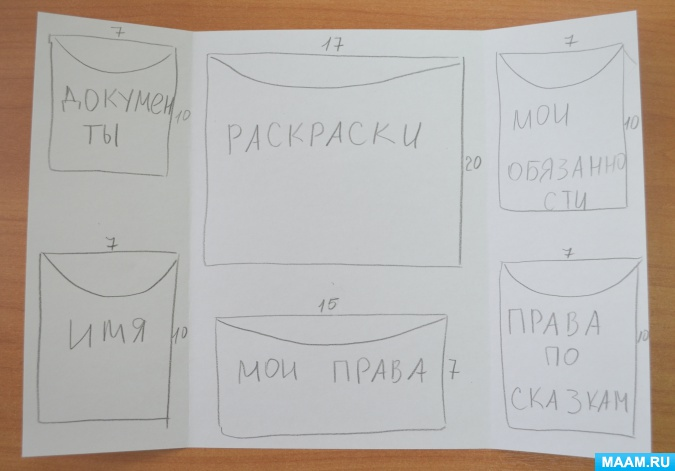 7
ДОКУМЕН
ТЫ
10
7
ИМЯ
10
17
РАСКРАСКИ
20
15
МОИ ПРАВА
7
7
МОИ
ОБЯЗАННО
СТИ
10
7
ПРАВА
ПО
СКАЗКАМ
10
MAAM.RU